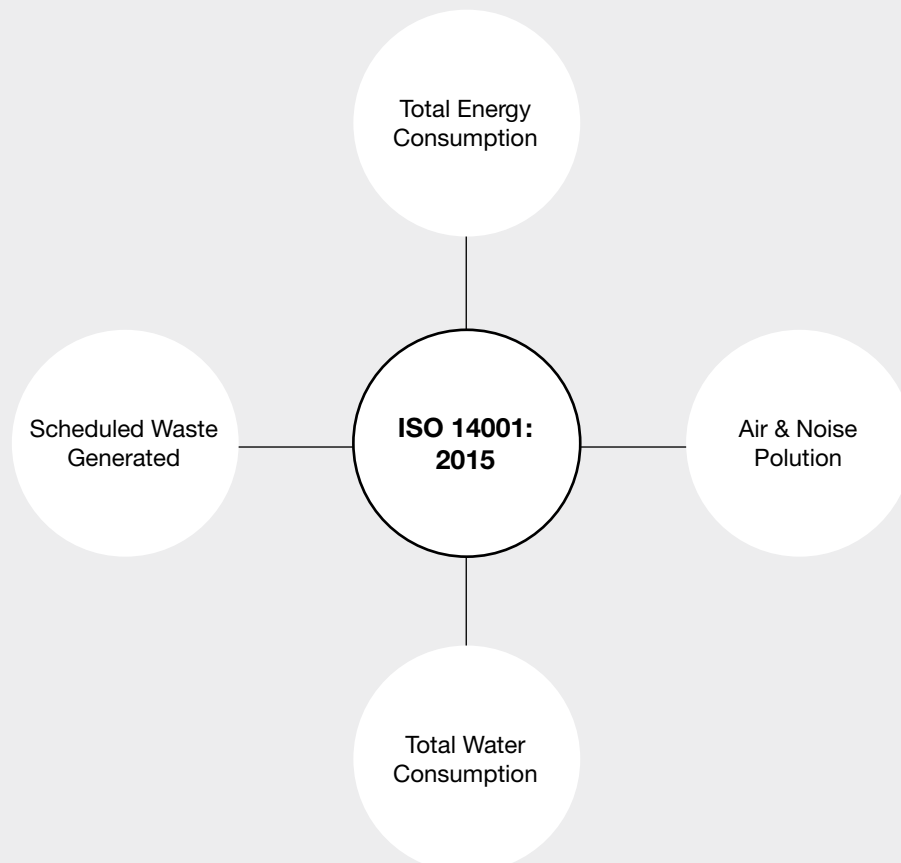 Total Energy
Consumption
Scheduled Waste
Generated
ISO 14001:
2015
Air & Noise
Polution
Total Water
Consumption